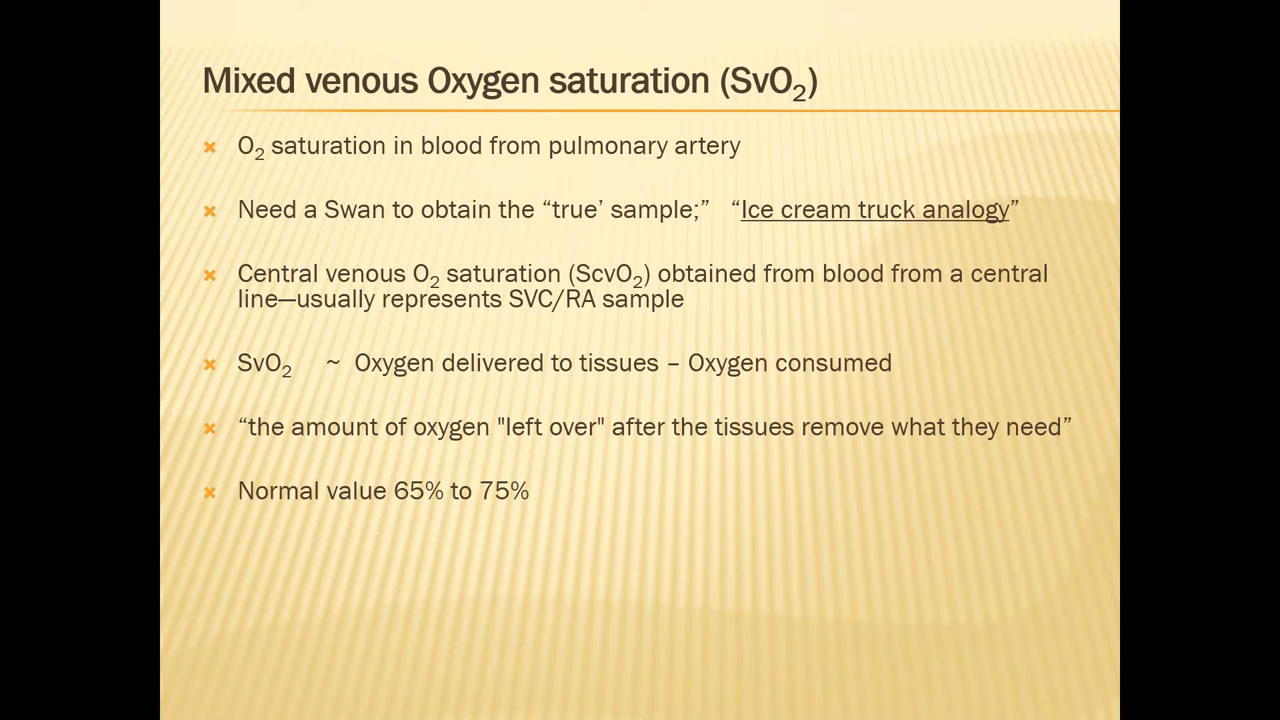 Mixed venous Oxygen saturation (SvO₂)
O₂ saturation in blood from pulmonary artery
Need a Swan to obtain the “true’ sample;” “Ice cream truck analogy”
Central venous O₂ saturation (ScvO₂) obtained from blood from a central
line—usually represents SVC/RA sample
SvO₂ ~ Oxygen delivered to tissues – Oxygen consumed
“the amount of oxygen "left over" after the tissues remove what they need”
Normal value 65% to 75%